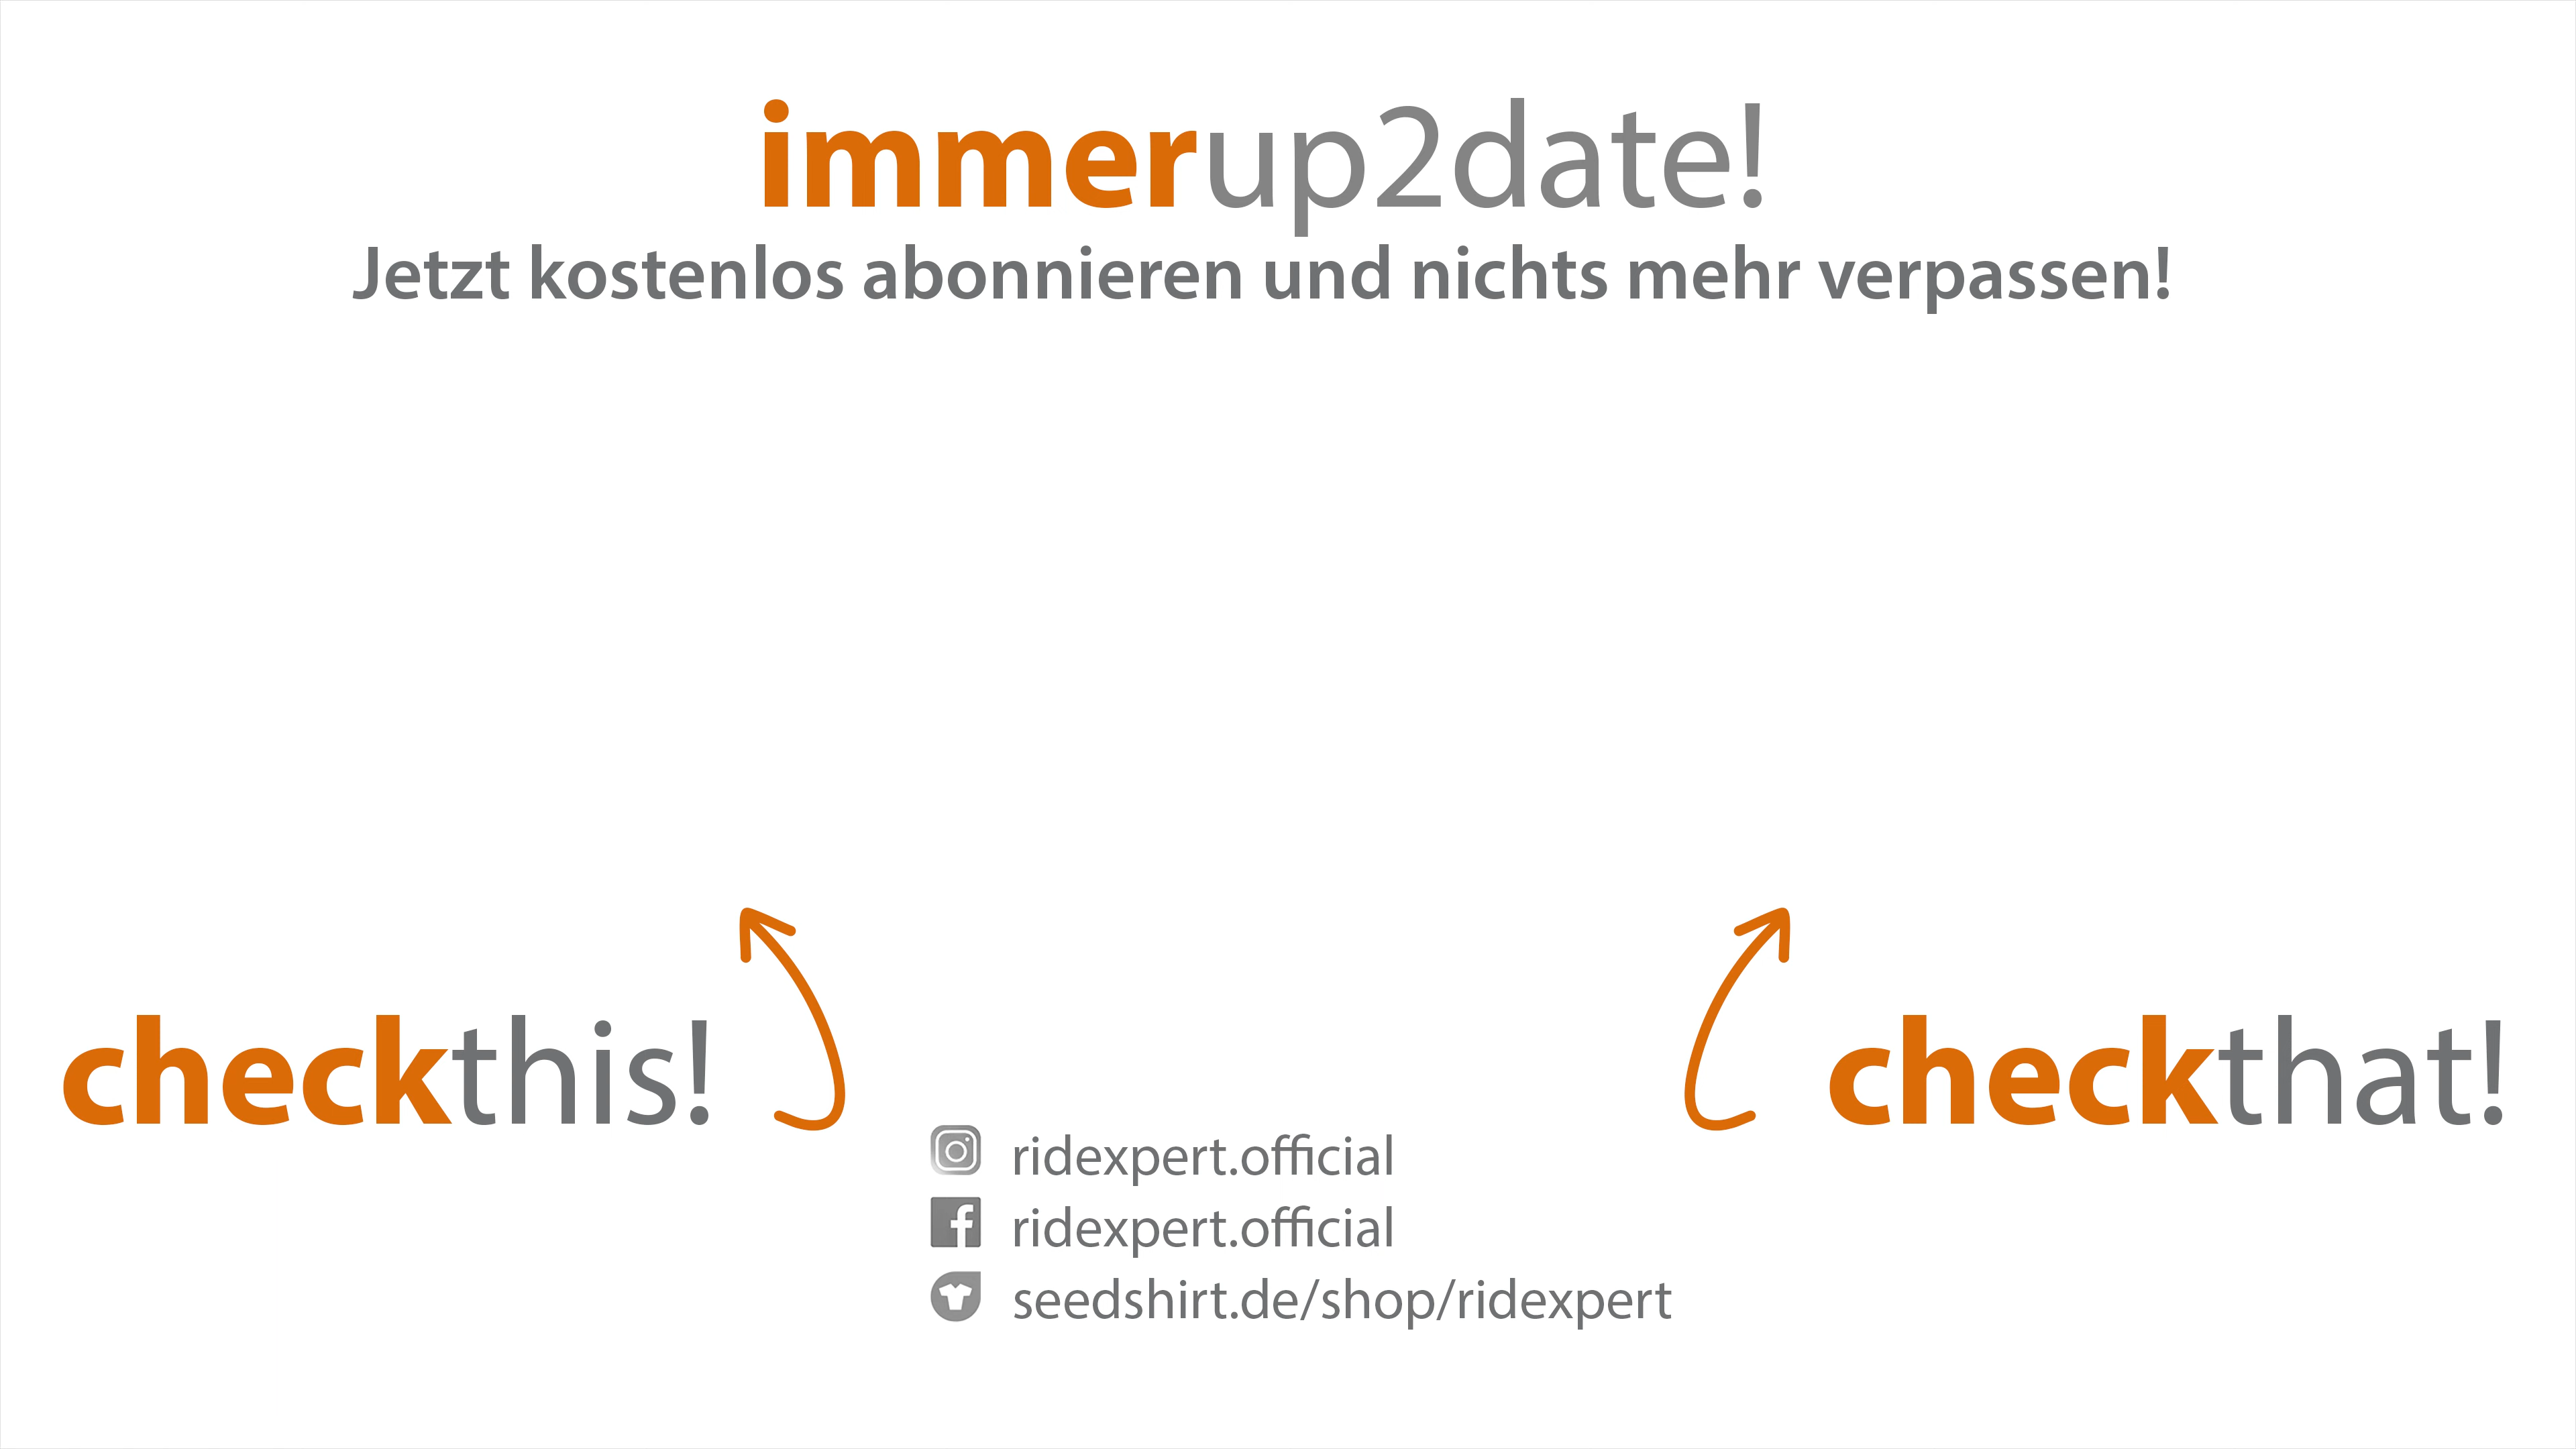 immerup2date!
Jetzt kostenlos abonnieren und nichts mehr verpassen!
checkthis!
checkthat!
ridexpert.official
ridexpert.official
seedshirt.de/shop/ridexpert